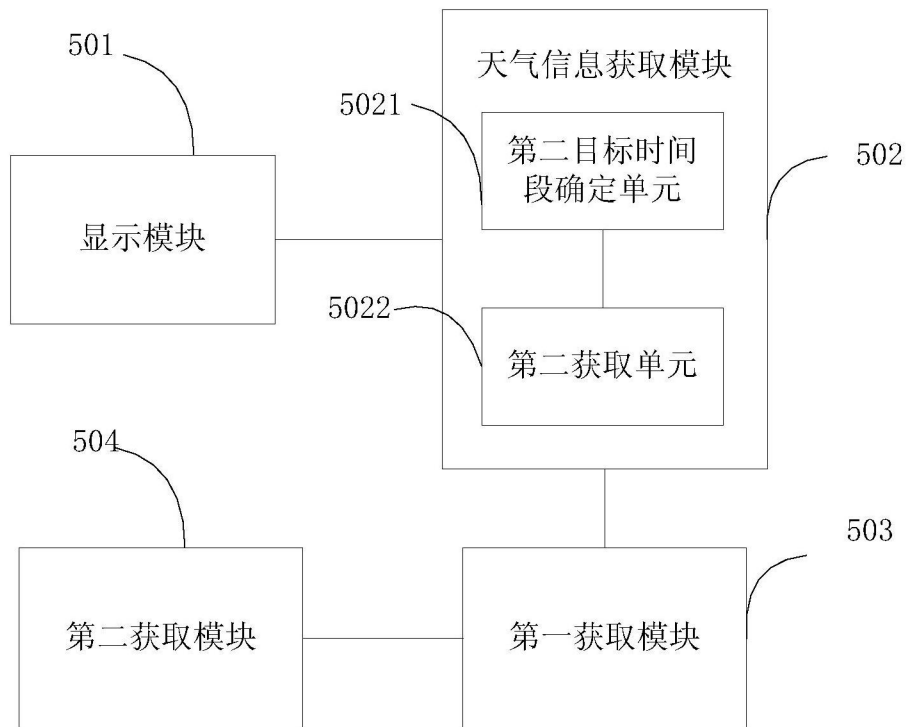 501
天气信息获取模块
5021
第二目标时间
段确定单元
502
显示模块
5022
第二获取单元
504
503
第二获取模块
第一获取模块